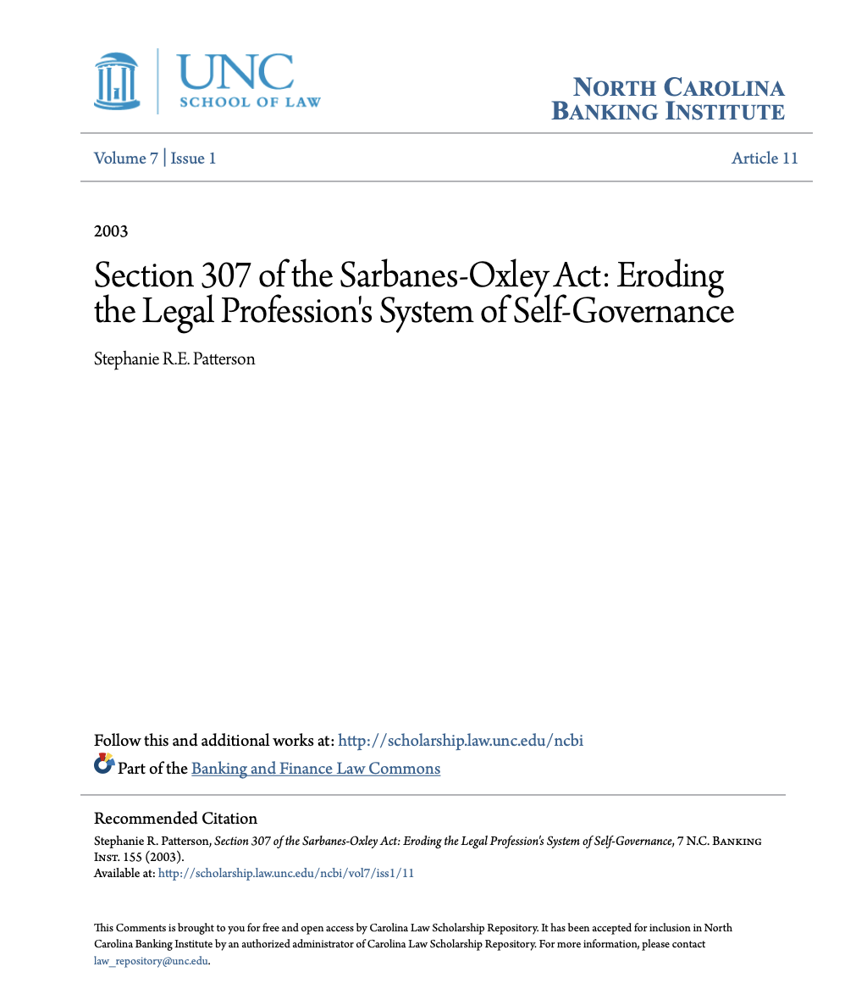 UNC
SCHOOL OF LAW
NORTH CAROLINA
BANKING INSTITUTE
Volume 7 | Issue 1
Article 11
2003
Section 307 of the Sarbanes-Oxley Act: Eroding
the Legal Profession's System of Self-Governance
Stephanie R.E. Patterson
Follow this and additional works at: http://scholarship.law.unc.edu/ncbi
Part of the Banking and Finance Law Commons
Recommended Citation
Stephanie R. Patterson, Section 307 of the Sarbanes-Oxley Act: Eroding the Legal Profession's System of Self-Governance, 7 N.C. BANKING
INST. 155 (2003).
Available at: http://scholarship.law.unc.edu/ncbi/vol7/iss1/11
This Comments is brought to you for free and open access by Carolina Law Scholarship Repository. It has been accepted for inclusion in North
Carolina Banking Institute by an authorized administrator of Carolina Law Scholarship Repository. For more information, please contact
law_repository@unc.edu.